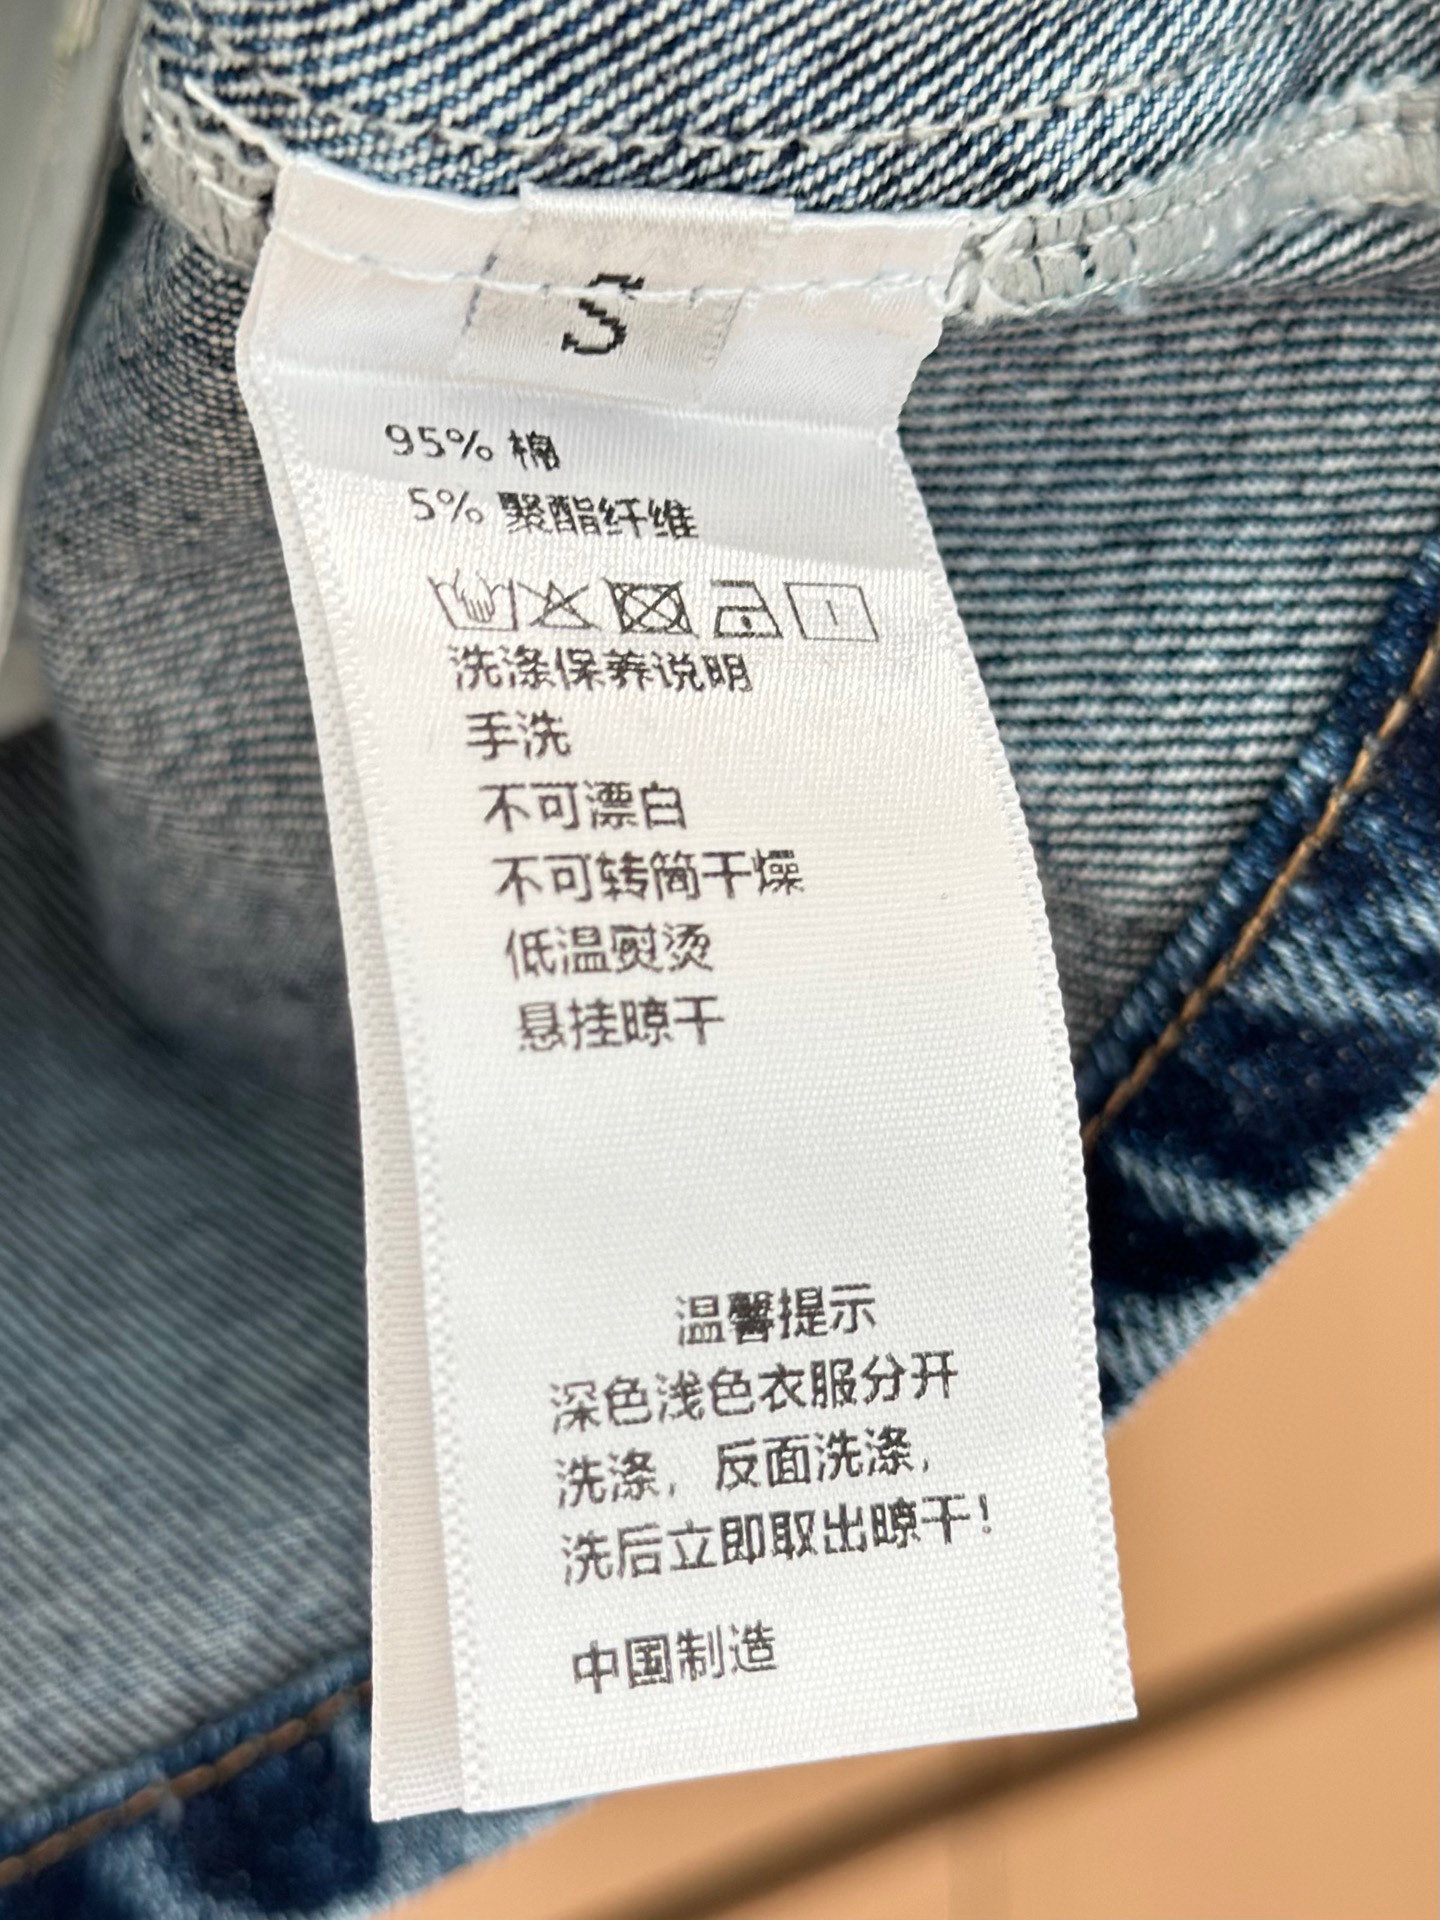 S
95% 棉
5% 聚酯纤维
洗涤保养说明
手洗
不可漂白
不可转筒干燥
低温熨烫
悬挂晾干
温馨提示
深色浅色衣服分开
洗涤，反面洗涤，
洗后立即取出晾干！
中国制造